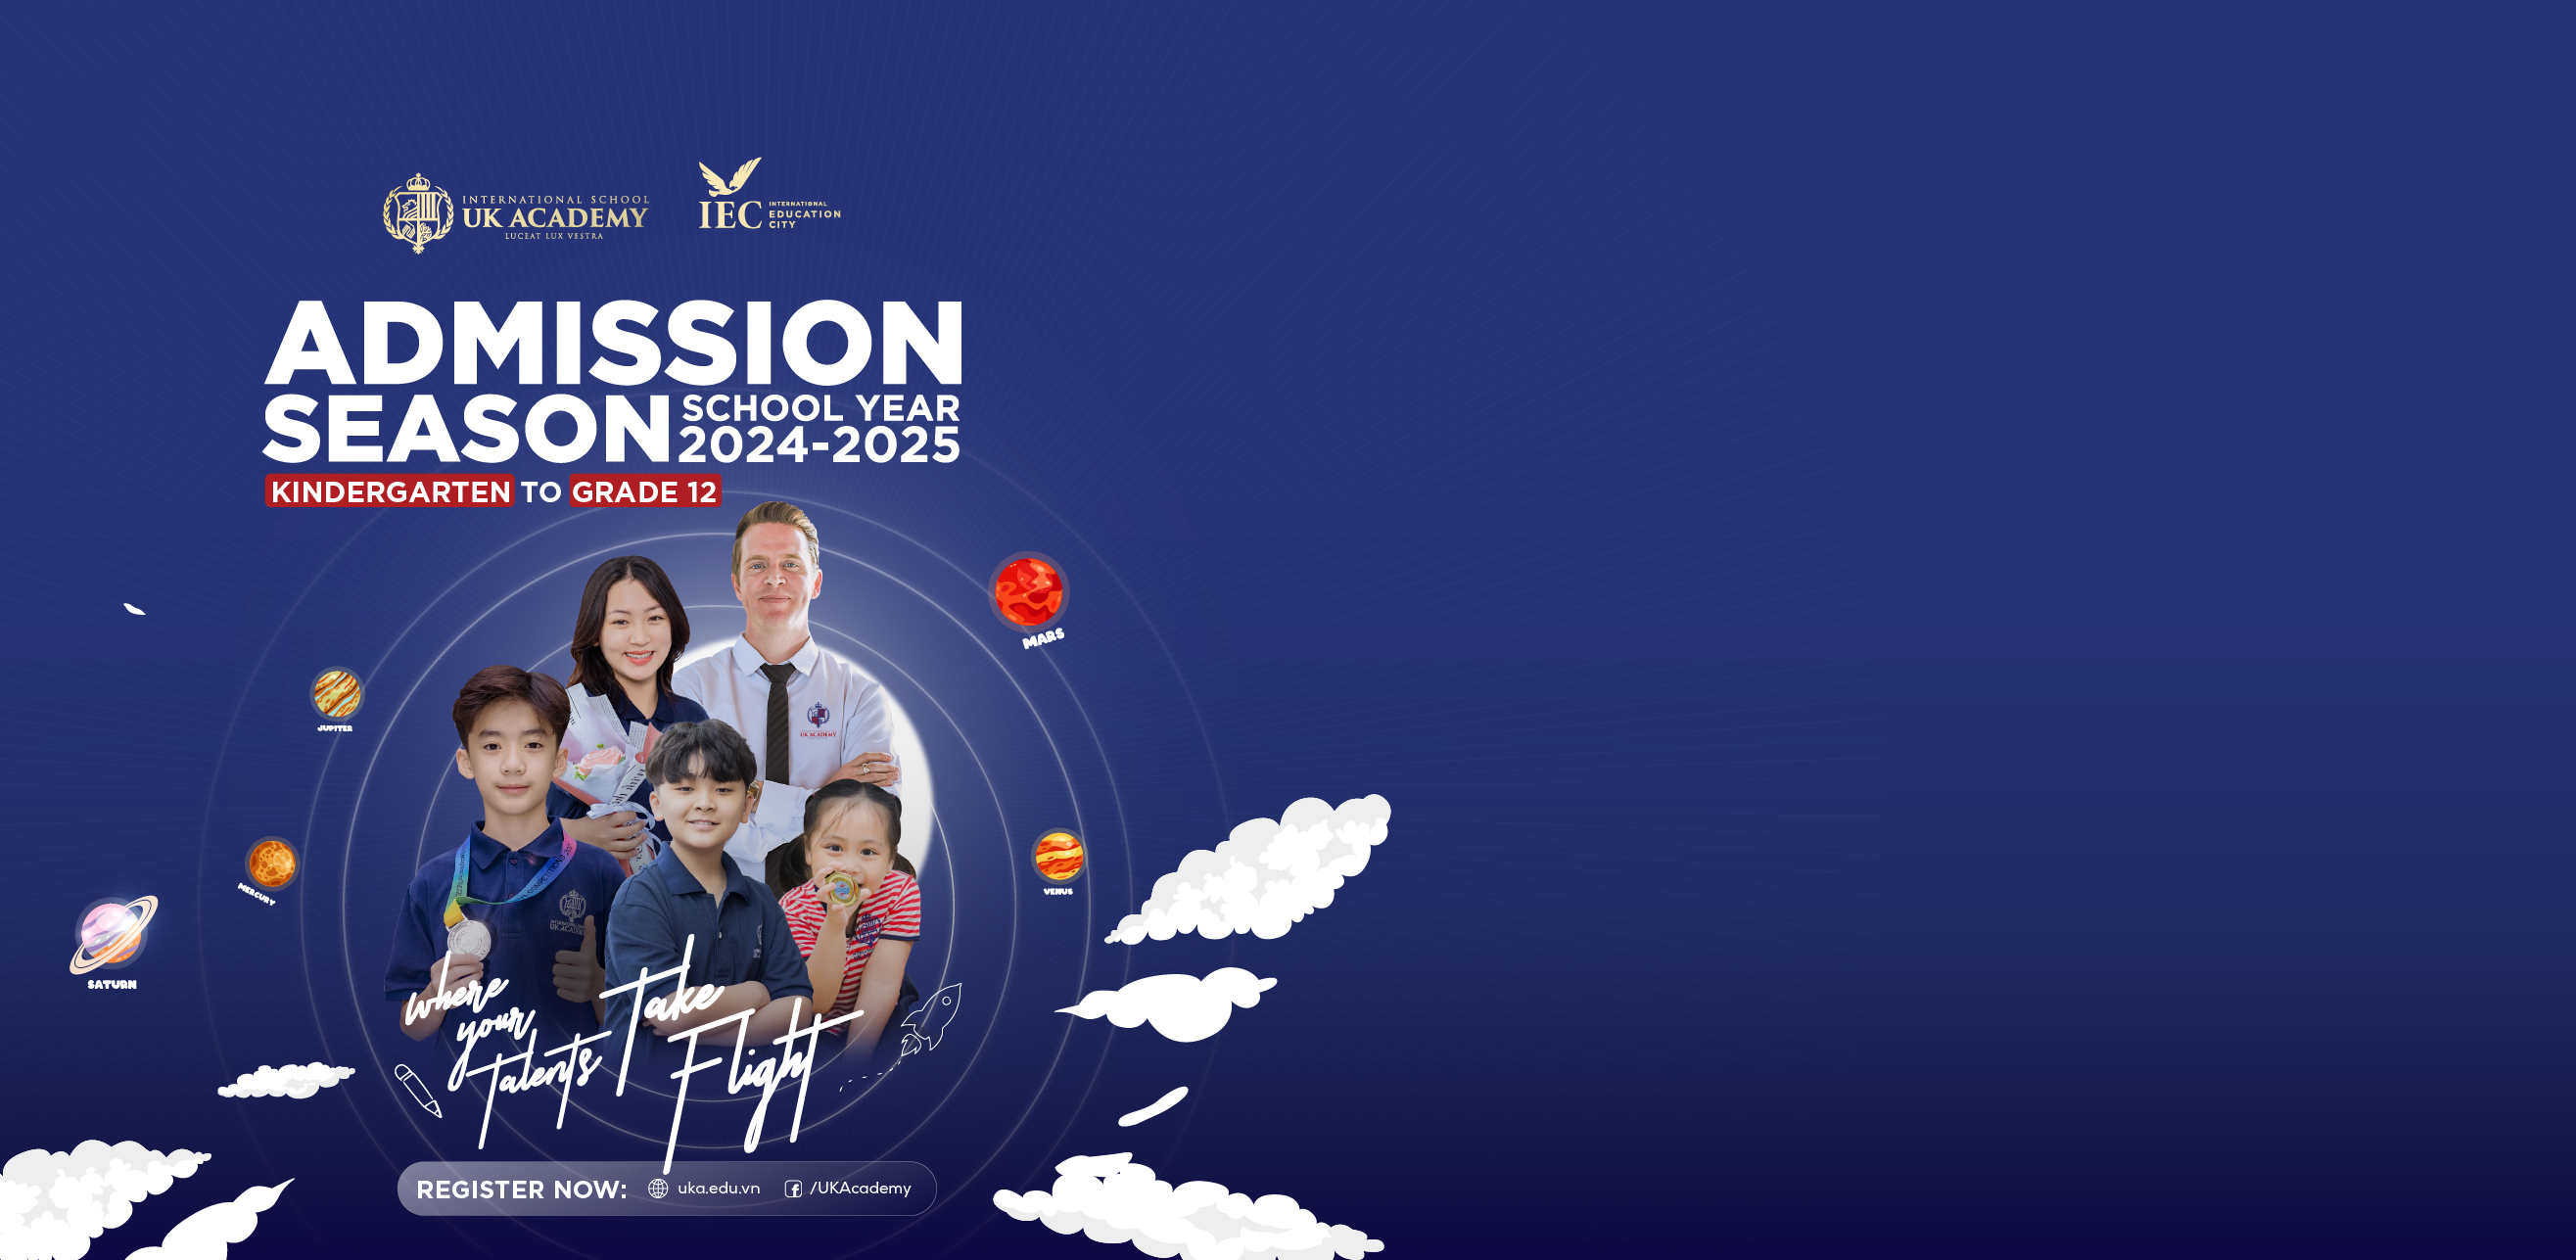 INTERNATIONAL SCHOOL
UK ACADEMY
LUCEAT LUX VESTRA
IEC INTERNATIONAL
EDUCATION
CITY
ADMISSION
SEASON SCHOOL YEAR
2024-2025
KINDERGARTEN TO GRADE 12
MARS
JUPITER
UK ACADEMY
MERCURY
VENUS
UK ACADEMY
SATURN
where
your
talents
Take
Flight
REGISTER NOW: uka.edu.vn /UKAcademy